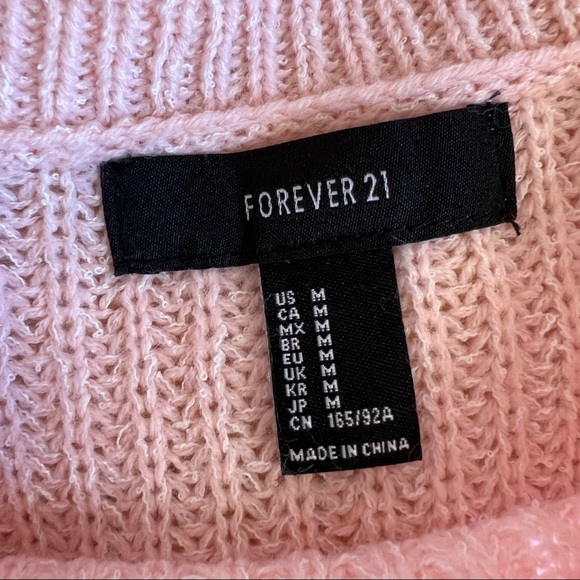 FOREVER 21
US M
CA M
MX M
BR M
EU M
UK M
KR M
JP M
CN 165/92A
MADE IN CHINA